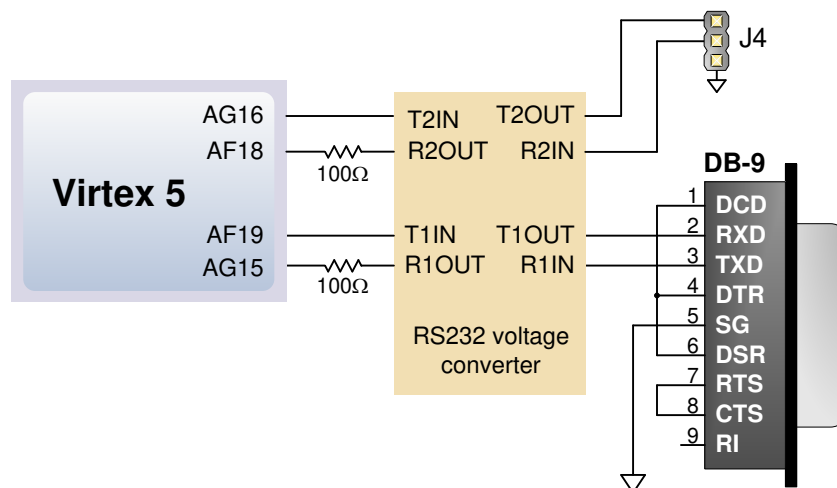 J4
AG16
T2IN
T2OUT
AF18
100Ω
R2OUT
R2IN
Virtex 5
AF19
T1IN
T1OUT
AG15
100Ω
R1OUT
R1IN
RS232 voltage
converter
DB-9
1 DCD
2 RXD
3 TXD
4 DTR
5 SG
6 DSR
7 RTS
8 CTS
9 RI